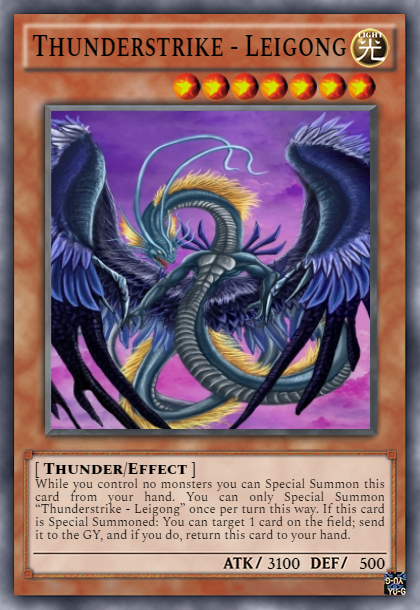 Thunderstrike - Leigong
LIGHT
光
[ Thunder/Effect ]
While you control no monsters you can Special Summon this
card from your hand. You can only Special Summon
“Thunderstrike - Leigong” once per turn this way. If this card
is Special Summoned: You can target 1 card on the field; send
it to the GY, and if you do, return this card to your hand.
ATK/ 3100 DEF/ 500